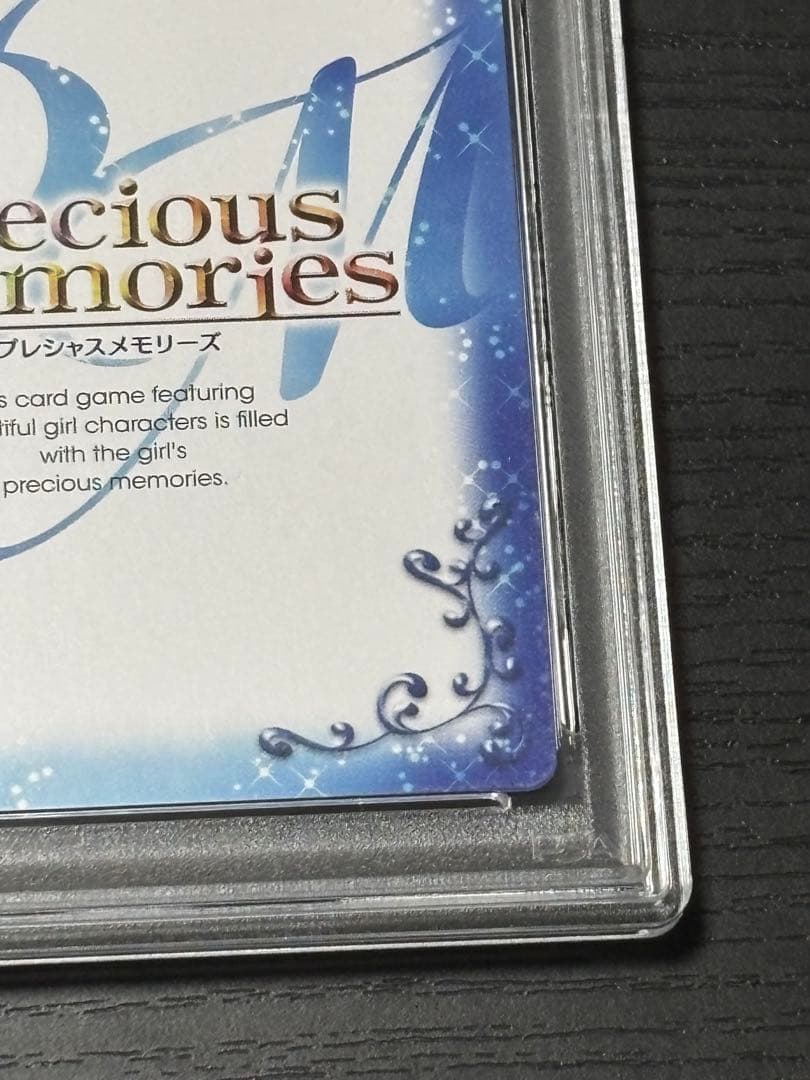 ecious
mories
プレシャスメモリーズ
s card game featuring
tiful girl characters is filled
with the girl's
precious memories.
PSA